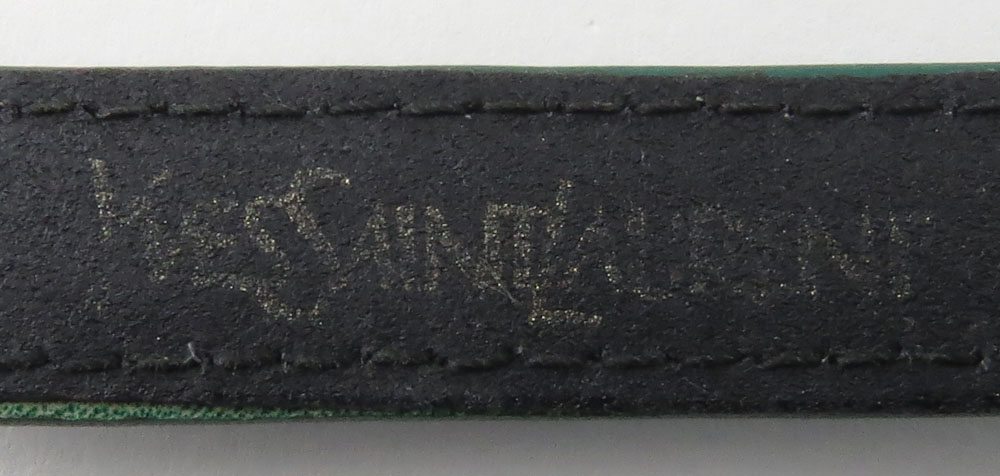 YVES SAINT LAURENT